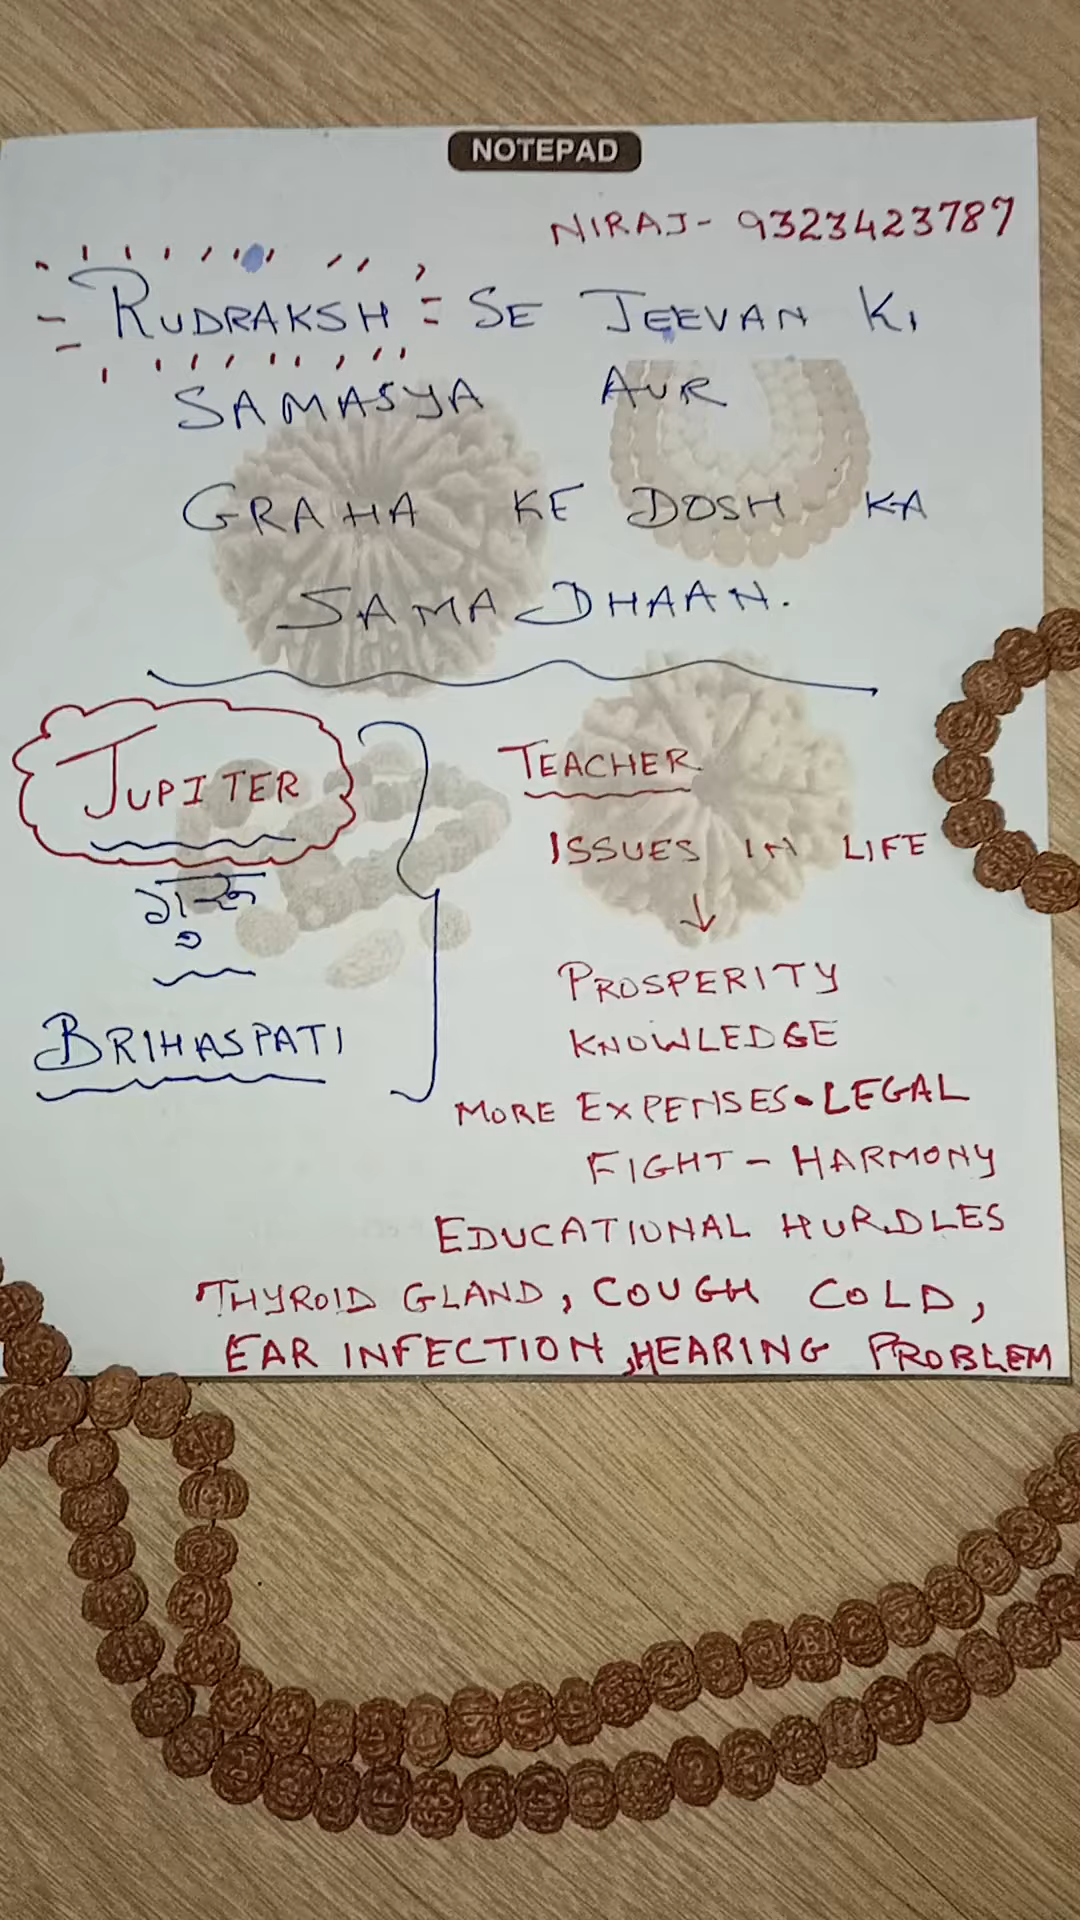 NOTEPAD
NIRAJ- 9323423787
RUDRAKSH SE JEEVAN KI
SAMASYA AUR
GRAHA KE DOSH KA
SAMADHAAN.
JUPITER
गुरु
BRIHASPATI
TEACHER
ISSUES IN LIFE
↓
PROSPERITY
KNOWLEDGE
MORE EXPENSES-LEGAL
FIGHT - HARMONY
EDUCATIONAL HURDLES
THYROID GLAND, COUGH COLD,
EAR INFECTION, HEARING PROBLEM